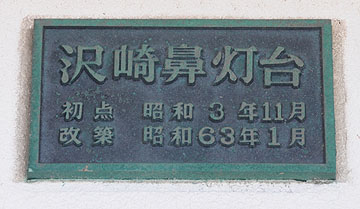 沢崎鼻灯台
初点 昭和 3 年11月
改築 昭和63年1月